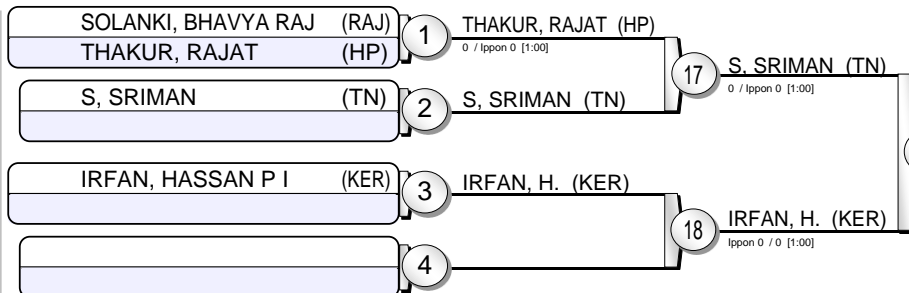 SOLANKI, BHAVYA RAJ (RAJ)
THAKUR, RAJAT (HP)
1
THAKUR, RAJAT (HP)
0 / Ippon 0 [1:00]
S, SRIMAN (TN)
2
S, SRIMAN (TN)
17
S, SRIMAN (TN)
0 / Ippon 0 [1:00]
IRFAN, HASSAN P I (KER)
3
IRFAN, H. (KER)
4
18
IRFAN, H. (KER)
Ippon 0 / 0 [1:00]